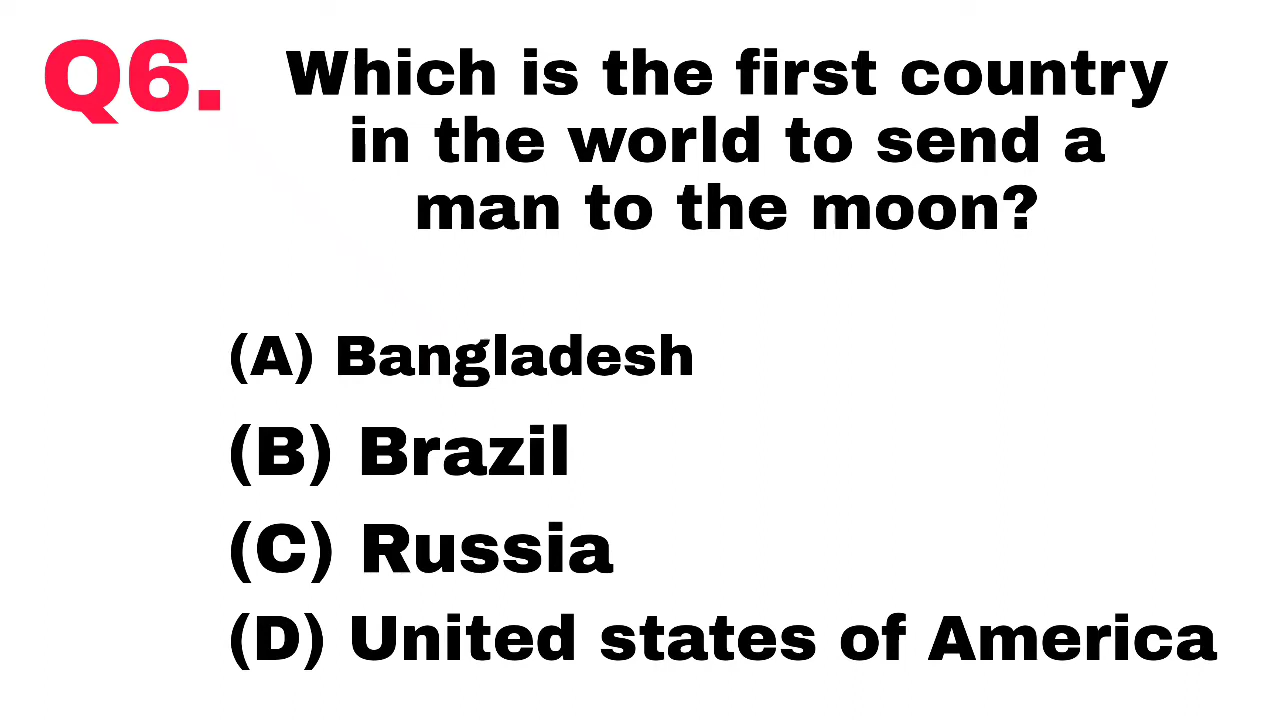 Q6. Which is the first country
in the world to send a
man to the moon?
(A) Bangladesh
(B) Brazil
(C) Russia
(D) United states of America